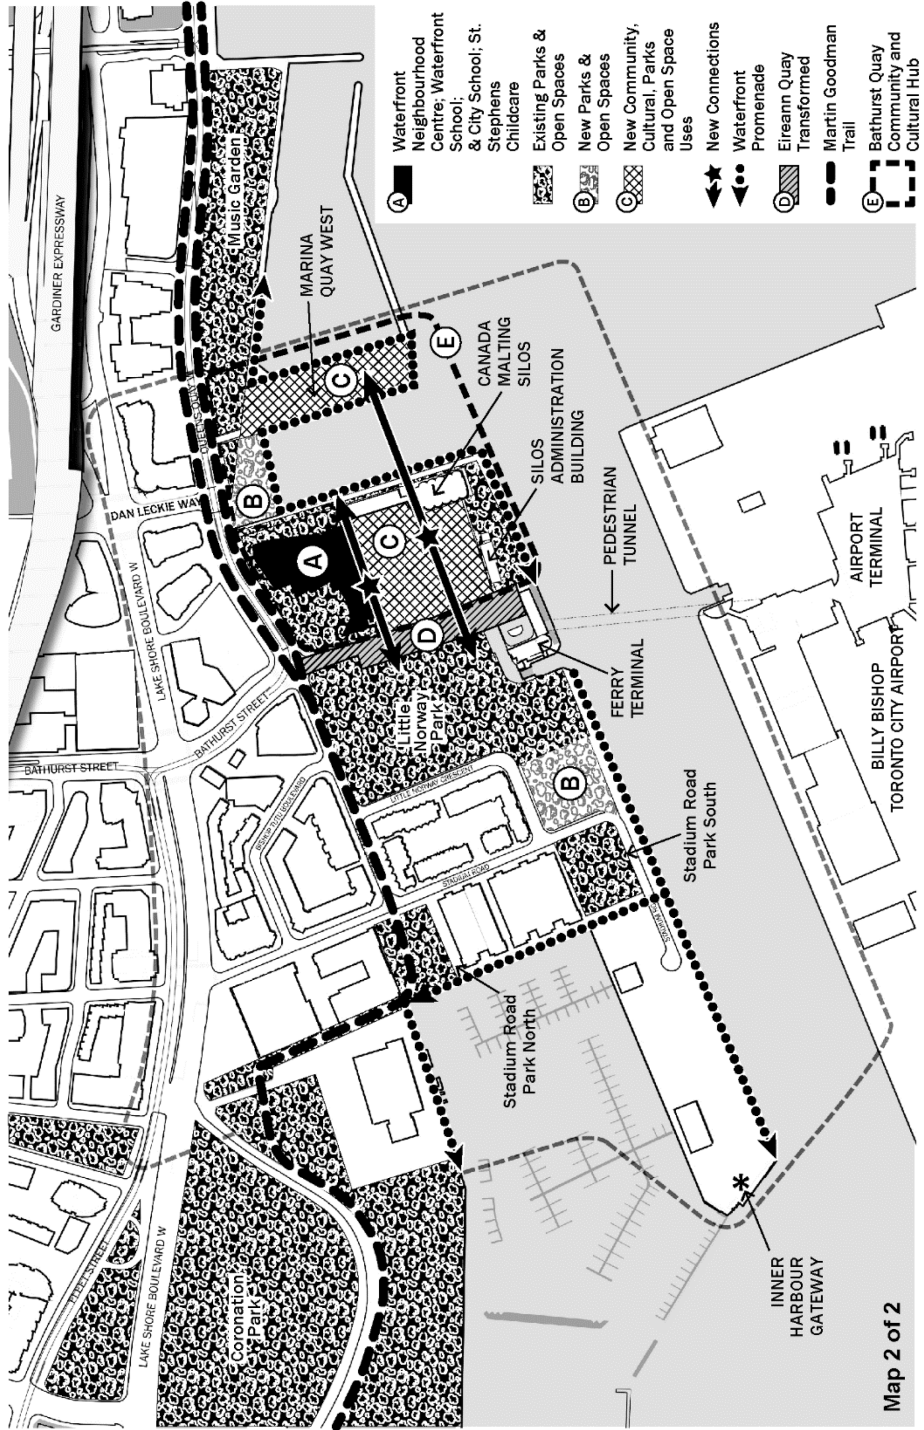 GARDINER EXPRESSWAY
Music Garden
MARINA
QUAY WEST
C
E
CANADA
MALTING
SILOS
SILOS
ADMINISTRATION
BUILDING
DAN LECKIE WAY
B
A
C
D
PEDESTRIAN
TUNNEL
FERRY
TERMINAL
AIRPORT
TERMINAL
BILLY BISHOP
TORONTO CITY AIRPORT
LAKE SHORE BOULEVARD W
BATHURST STREET
BATHURST STREET
BISHOP TUTU BOULEVARD
Little
Norway
Park
LITTLE NORWAY CRESCENT
STADIUM ROAD
B
Stadium Road
Park South
Stadium Road
Park North
FLEET STREET
LAKE SHORE BOULEVARD W
Coronation
Park
*
INNER
HARBOUR
GATEWAY
Map 2 of 2
A
Waterfront
Neighbourhood
Centre; Waterfront
School;
& City School; St.
Stephens
Childcare
Existing Parks &
Open Spaces
B
New Parks &
Open Spaces
C
New Community,
Cultural, Parks
and Open Space
Uses
New Connections
Waterfront
Promenade
D
Eireann Quay
Transformed
Martin Goodman
Trail
E
Bathurst Quay
Community and
Cultural Hub